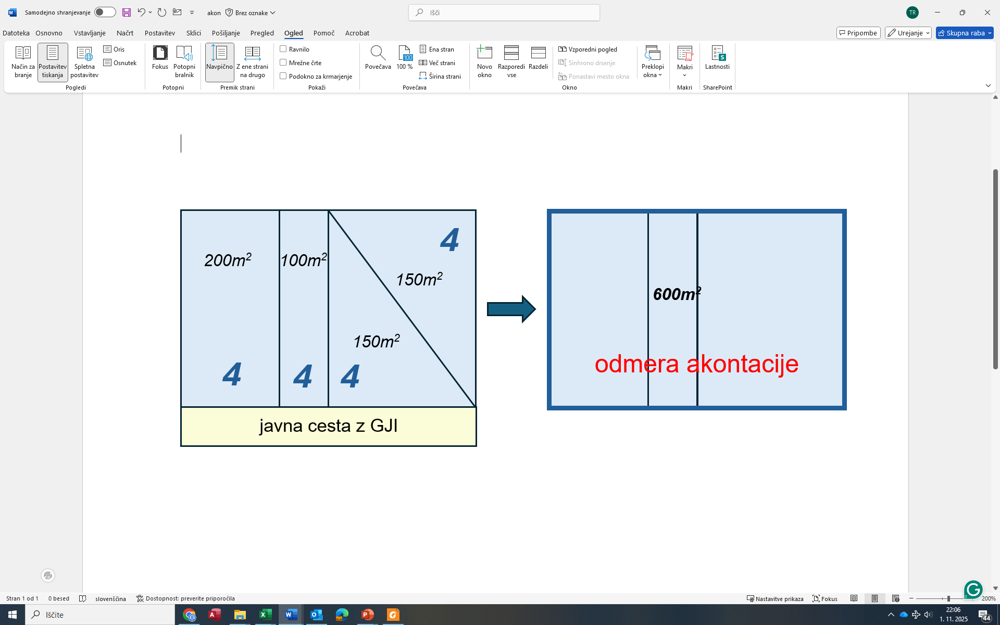 Samodejno shranjevanje
akon
Brez oznake
Išči
TR
Datoteka Osnovno Vstavljanje Načrt Postavitev Sklici Pošiljanje Pregled Ogled Pomoč Acrobat
Pripombe
Urejanje
Skupna raba
Način za branje
Postavitev tiskanja
Spletna postavitev
Oris
Osnutek
Pogledi
Fokus
Potopni bralnik
Potopni
Navpično
Z ene strani na drugo
Premik strani
Ravnilo
Mrežne črte
Podokno za krmarjenje
Pokaži
Povečava
100
100 %
Ena stran
Več strani
Širina strani
Povečava
Novo okno
Razporedi vse
Razdeli
Vzporedni pogled
Sinhrono drsenje
Ponastavi mesto okna
Preklopi okna
Okno
Makri
Makri
Lastnosti
SharePoint
200m²
100m²
4
150m²
150m²
4
4
4
javna cesta z GJI
600m²
odmera akontacije
Stran 1 od 1
0 besed
slovenščina
Dostopnost: preverite priporočila
Nastavitve prikaza
Fokus
200%
Iščite
22:06
1. 11. 2025
44